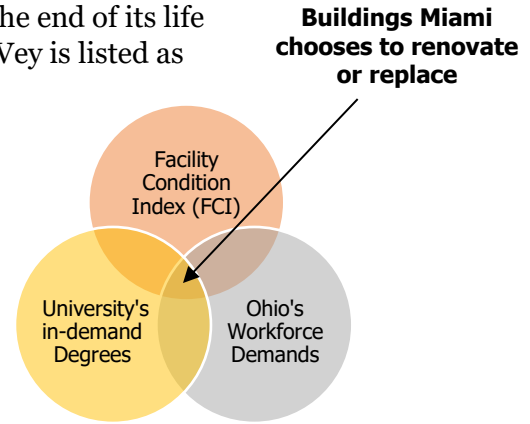 he end of its life
Vey is listed as
Buildings Miami
chooses to renovate
or replace
Facility
Condition
Index (FCI)
University's
in-demand
Degrees
Ohio's
Workforce
Demands